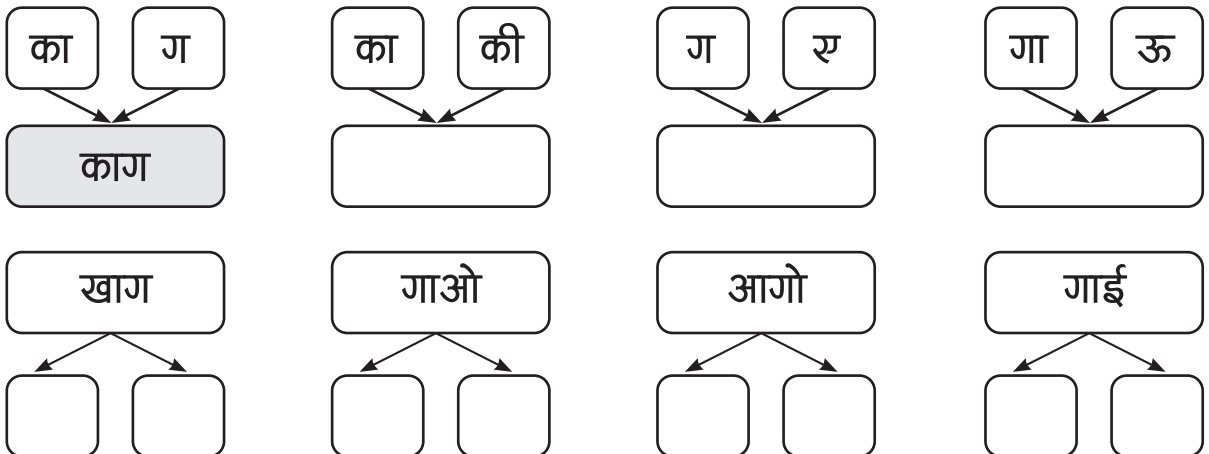 का ग का की ग ए गा ऊ
काग
खाग गाओ आगो गाई